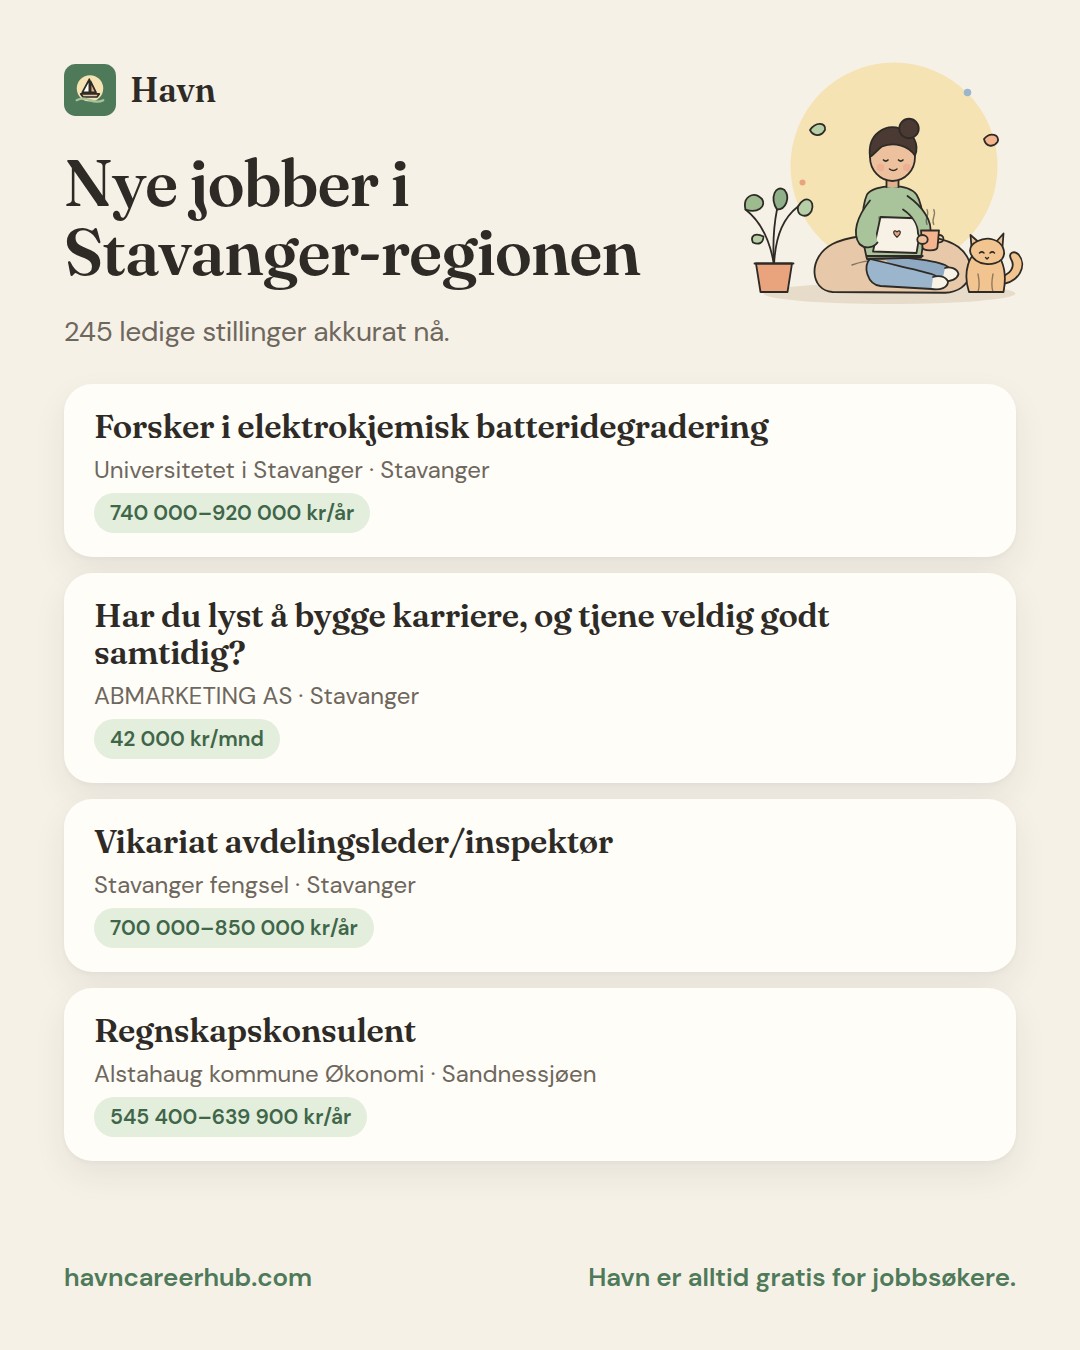 Havn
Nye jobber i
Stavanger-regionen
245 ledige stillinger akkurat nå.
Forsker i elektrokjemisk batteridegradering
Universitetet i Stavanger · Stavanger
740 000–920 000 kr/år
Har du lyst å bygge karriere, og tjene veldig godt
samtidig?
ABMARKETING AS · Stavanger
42 000 kr/mnd
Vikariat avdelingsleder/inspektør
Stavanger fengsel · Stavanger
700 000–850 000 kr/år
Regnskapskonsulent
Alstahaug kommune Økonomi · Sandnessjøen
545 400–639 900 kr/år
havncareerhub.com
Havn er alltid gratis for jobbsøkere.